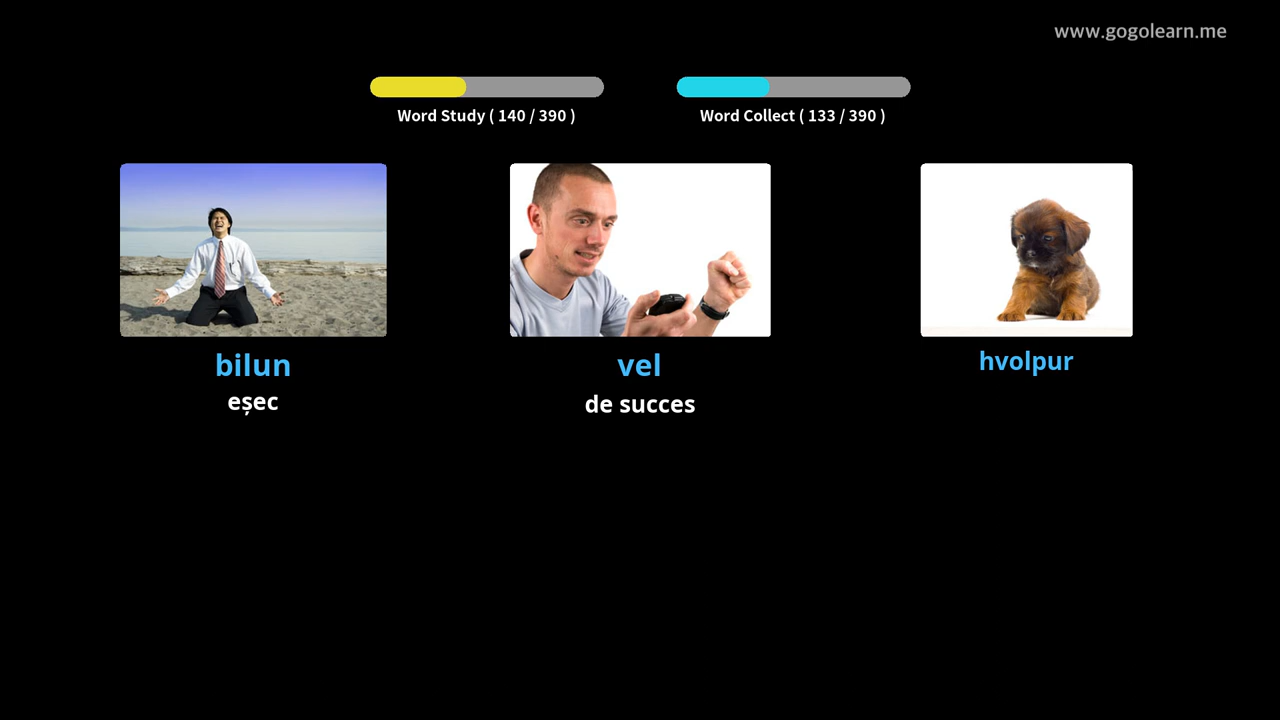 www.gogolearn.me
Word Study ( 140 / 390 )
Word Collect ( 133 / 390 )
bilun
eșec
vel
de succes
hvolpur